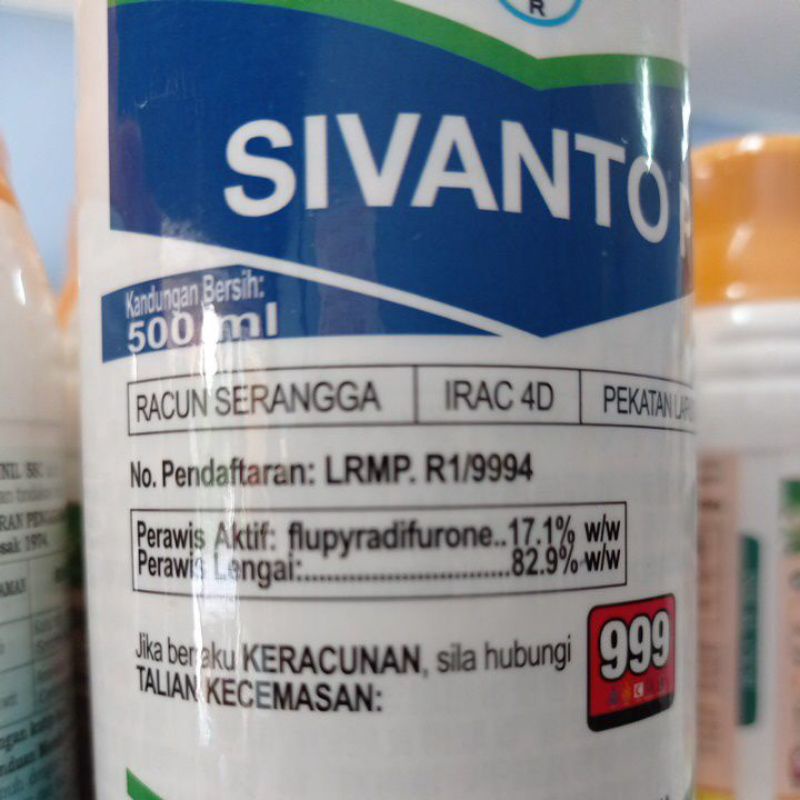 R
SIVANTO
Kandungan Bersih:
500 ml
RACUN SERANGGA IRAC 4D PEKATAN
No. Pendaftaran: LRMP. R1/9994
Perawis Aktif: flupyradifurone..17.1% w/w
Perawis Lengai:..............................82.9% w/w
Jika berlaku KERACUNAN, sila hubungi 999
TALIAN KECEMASAN: